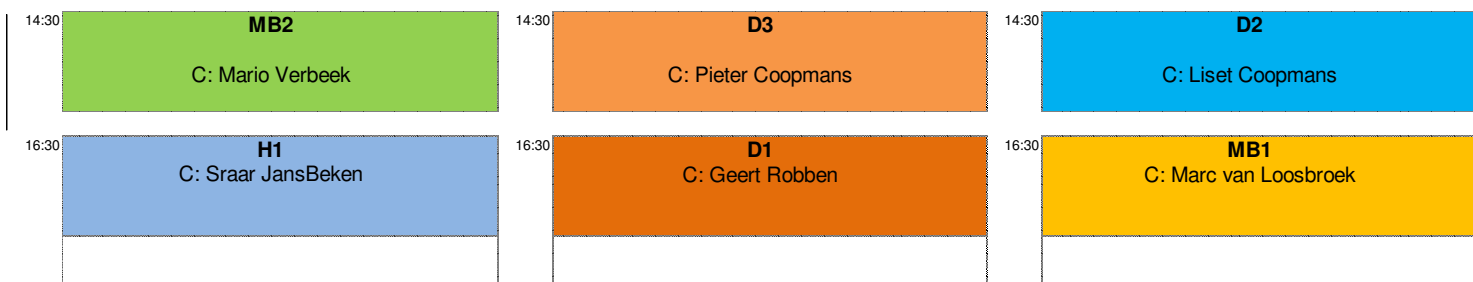 14:30 MB2 14:30 D3 14:30 D2
C: Mario Verbeek C: Pieter Coopmans C: Liset Coopmans
16:30 H1 16:30 D1 16:30 MB1
C: Sraar JansBeken C: Geert Robben C: Marc van Loosbroek